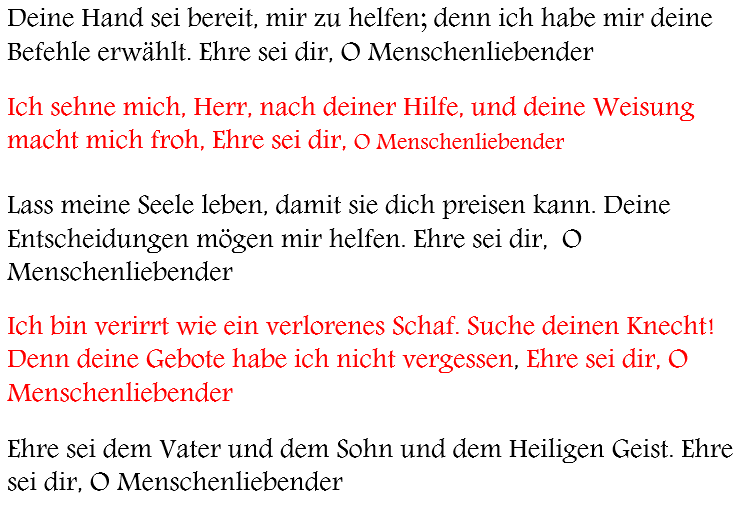 Deine Hand sei bereit, mir zu helfen; denn ich habe mir deine
Befehle erwählt. Ehre sei dir, O Menschenliebender
Ich sehne mich, Herr, nach deiner Hilfe, und deine Weisung
macht mich froh, Ehre sei dir, O Menschenliebender
Lass meine Seele leben, damit sie dich preisen kann. Deine
Entscheidungen mögen mir helfen. Ehre sei dir,  O
Menschenliebender
Ich bin verirrt wie ein verlorenes Schaf. Suche deinen Knecht!
Denn deine Gebote habe ich nicht vergessen, Ehre sei dir, O
Menschenliebender
Ehre sei dem Vater und dem Sohn und dem Heiligen Geist. Ehre
sei dir, O Menschenliebender